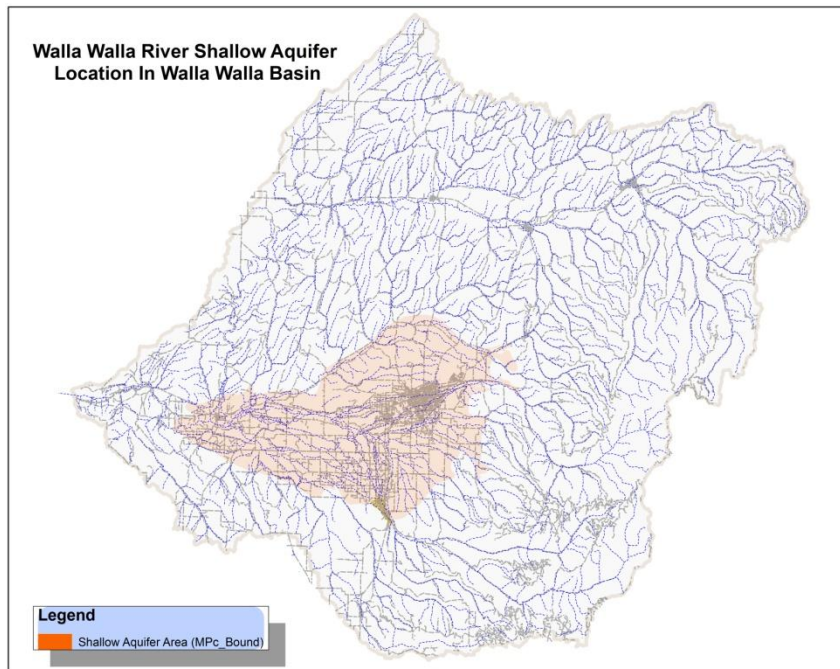 Walla Walla River Shallow Aquifer
Location In Walla Walla Basin
Legend
Shallow Aquifer Area (MPc_Bound)